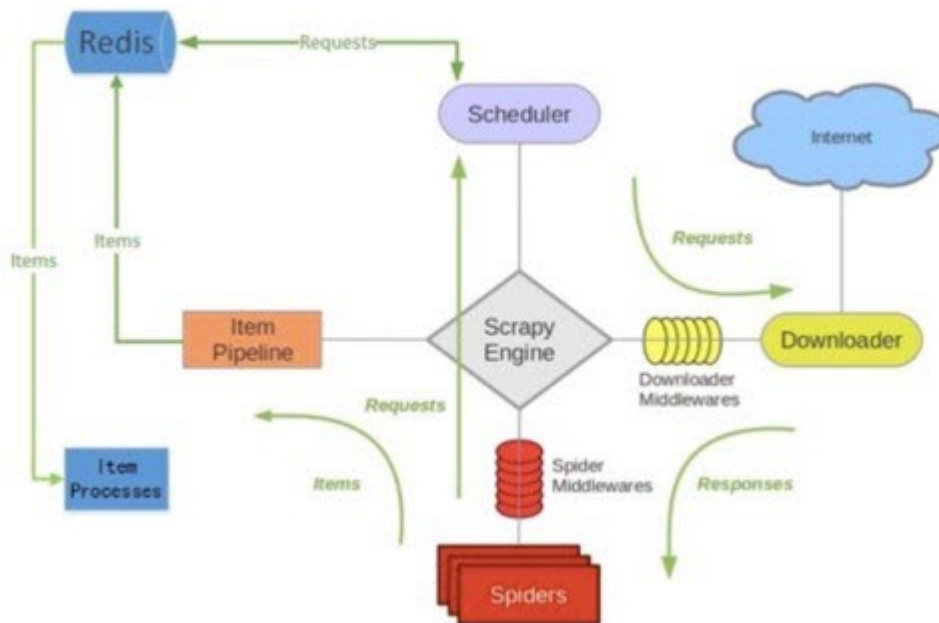 Redis
Requests
Scheduler
Internet
Items
Items
Requests
Item
Pipeline
Scrapy
Engine
Downloader
Downloader
Middlewares
Requests
Item
Processes
Items
Spider
Middlewares
Responses
Spiders